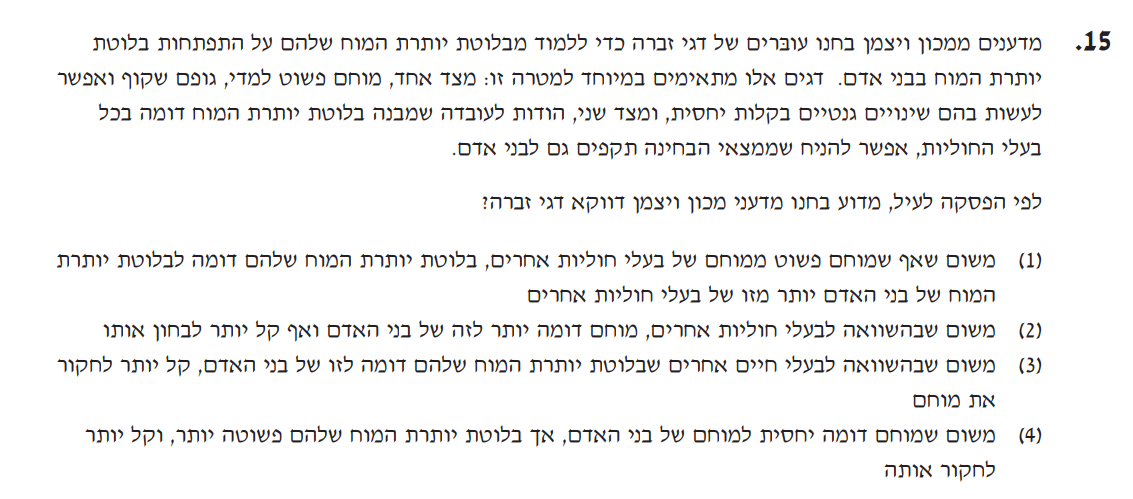 15. מדענים ממכון ויצמן בחנו עוּבּרים של דגי זברה כדי ללמוד מבלוטת יותרת המוח שלהם על התפתחות בלוטת
יותרת המוח בבני אדם. דגים אלו מתאימים במיוחד למטרה זו: מצד אחד, מוחם פשוט למדי, גופם שקוף ואפשר
לעשות בהם שינויים גנטיים בקלות יחסית, ומצד שני, הודות לעובדה שמבנה בלוטת יותרת המוח דומה בכל
בעלי החוליות, אפשר להניח שממצאי הבחינה תקפים גם לבני אדם.
לפי הפסקה לעיל, מדוע בחנו מדעני מכון ויצמן דווקא דגי זברה?
(1) משום שאף שמוחם פשוט ממוחם של בעלי חוליות אחרים, בלוטת יותרת המוח שלהם דומה לבלוטת יותרת
המוח של בני האדם יותר מזו של בעלי חוליות אחרים
(2) משום שבהשוואה לבעלי חוליות אחרים, מוחם דומה יותר לזה של בני האדם ואף קל יותר לבחון אותו
(3) משום שבהשוואה לבעלי חיים אחרים שבלוטת יותרת המוח שלהם דומה לזו של בני האדם, קל יותר לחקור
את מוחם
(4) משום שמוחם דומה יחסית למוחם של בני האדם, אך בלוטת יותרת המוח שלהם פשוטה יותר, וקל יותר
לחקור אותה